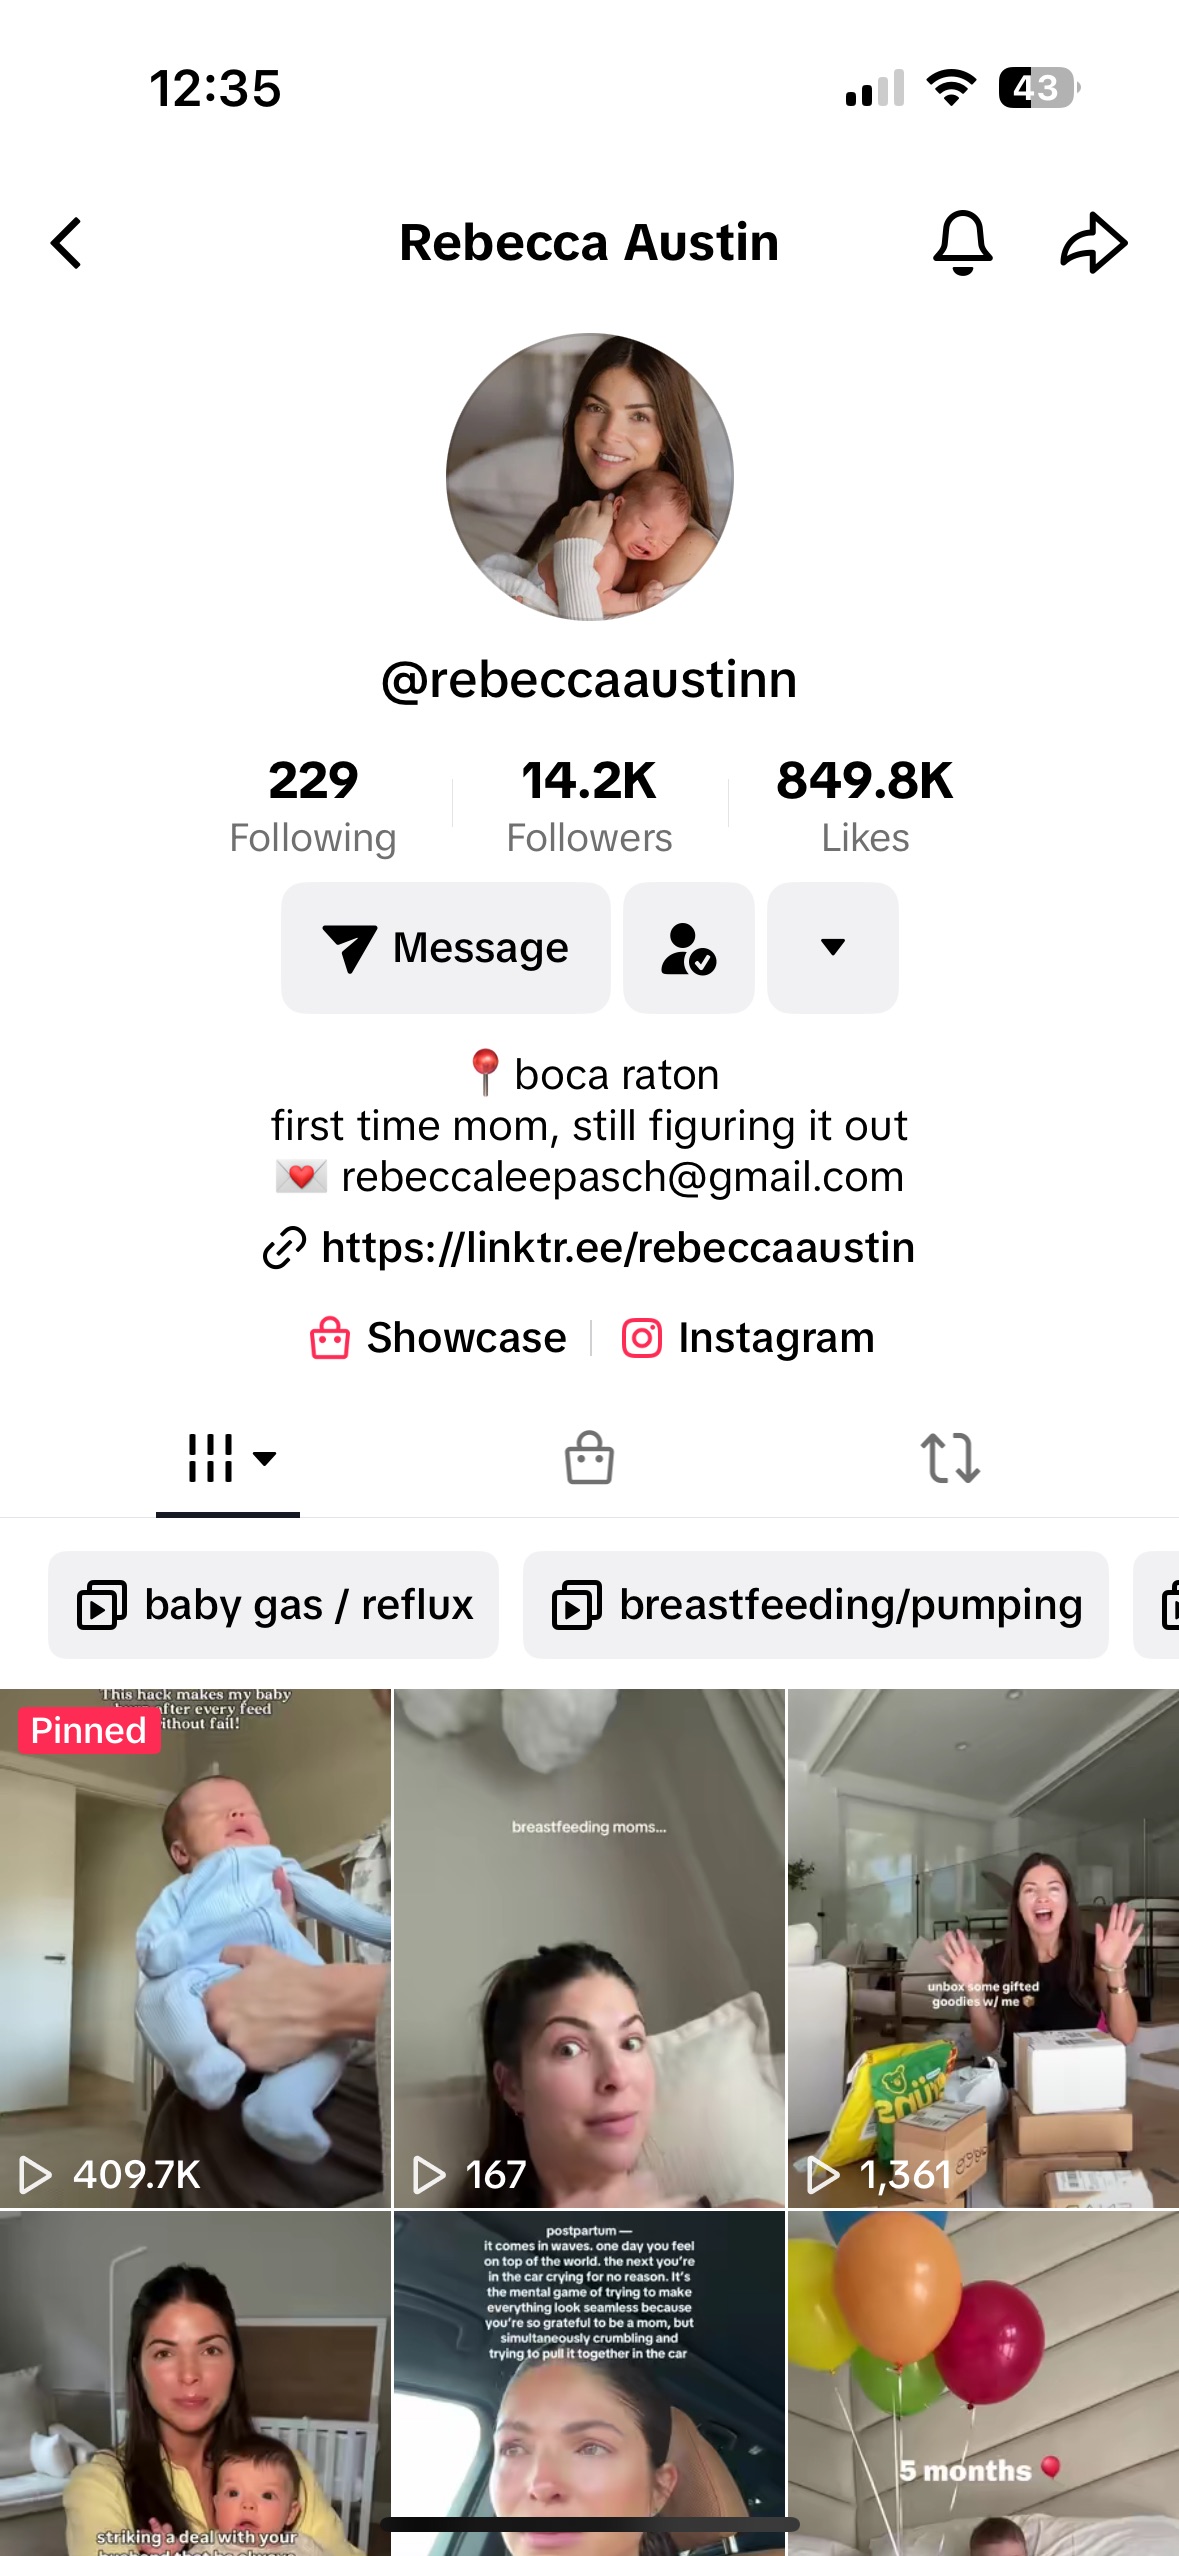 12:35
43
Rebecca Austin
@rebeccaaustinn
229 14.2K 849.8K
Following Followers Likes
Message
📍 boca raton
first time mom, still figuring it out
💌 rebeccaleepasch@gmail.com
https://linktr.ee/rebeccaaustin
Showcase Instagram
baby gas / reflux breastfeeding/pumping
This hack makes my baby
after every feed
Pinned
fail!
409.7K
breastfeeding moms...
167
unbox some gifted
goodies w/ me 📦
1,361
striking a deal with your
postpartum —
it comes in waves. one day you feel
on top of the world. the next you're
in the car crying for no reason. It's
the mental game of trying to make
everything look seamless because
you're so grateful to be a mom, but
simultaneously crumbling and
trying to pull it together in the car
5 months 🎈